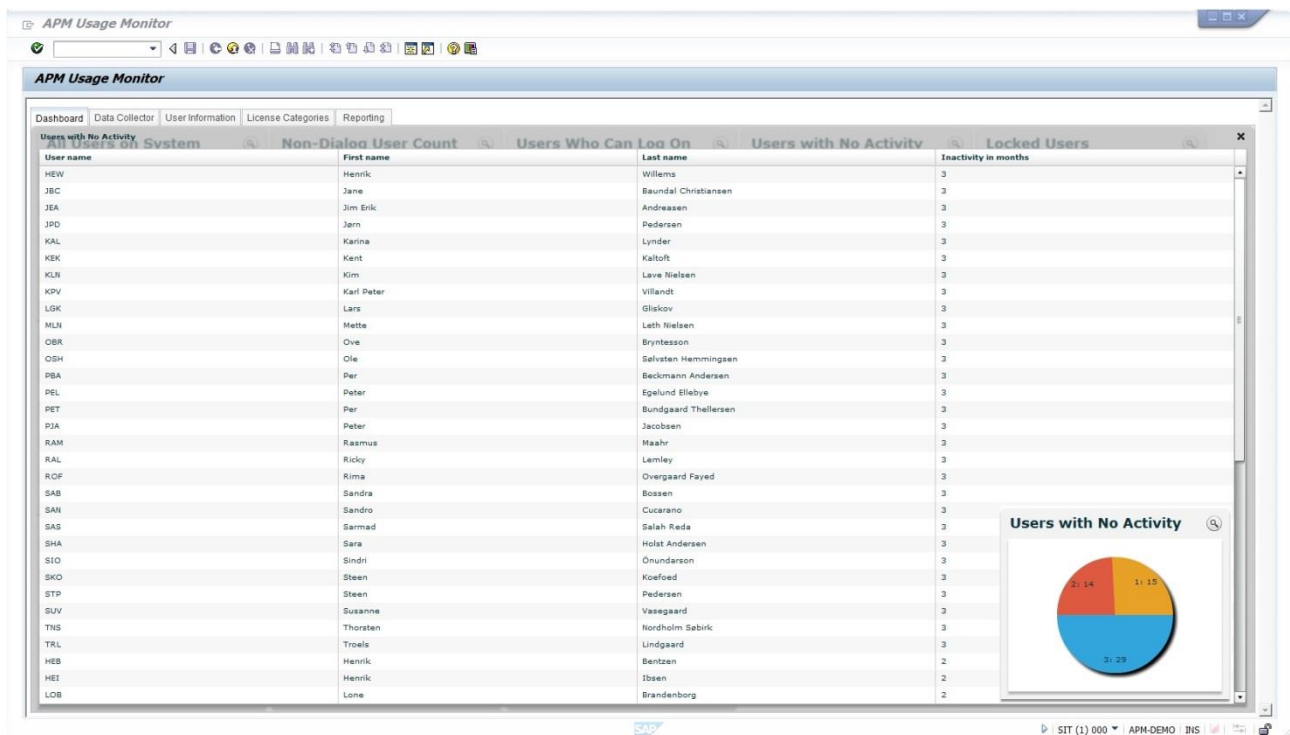 APM Usage Monitor
APM Usage Monitor
Dashboard Data Collector User Information License Categories Reporting
Users with No Activity
All Users on System Non-Dialog User Count Users Who Can Log On Users with No Activity Locked Users
User name First name Last name Inactivity in months
HEW Henrik Willems 3
JBC Jane Baundal Christiansen 3
JEA Jim Erik Andreasen 3
JPD Jørn Pedersen 3
KAL Karina Lynder 3
KEK Kent Kaltoft 3
KLN Kim Lave Nielsen 3
KPV Karl Peter Villandt 3
LGK Lars Gliskov 3
MLN Mette Leth Nielsen 3
OBR Ove Bryntesson 3
OSH Ole Sølvsten Hemmingsen 3
PBA Per Beckmann Andersen 3
PEL Peter Egelund Ellebye 3
PET Per Bundgaard Thellersen 3
PJA Peter Jacobsen 3
RAM Rasmus Maahr 3
RAL Ricky Lemley 3
ROF Rima Overgaard Fayed 3
SAB Sandra Bossen 3
SAN Sandro Cucarano 3
SAS Sarmad Salah Reda 3
SHA Sara Holst Andersen 3
SIO Sindri Önundarson 3
SKO Steen Koefoed 3
STP Steen Pedersen 3
SUV Susanne Vasegaard 3
TNS Thorsten Nordholm Søbirk 3
TRL Troels Lindgaard 3
HEB Henrik Bentzen 2
HEI Henrik Ibsen 2
LOB Lone Brandenborg 2
Users with No Activity
2: 14 1: 15
3: 29
SAP
SIT (1) 000 APM-DEMO INS